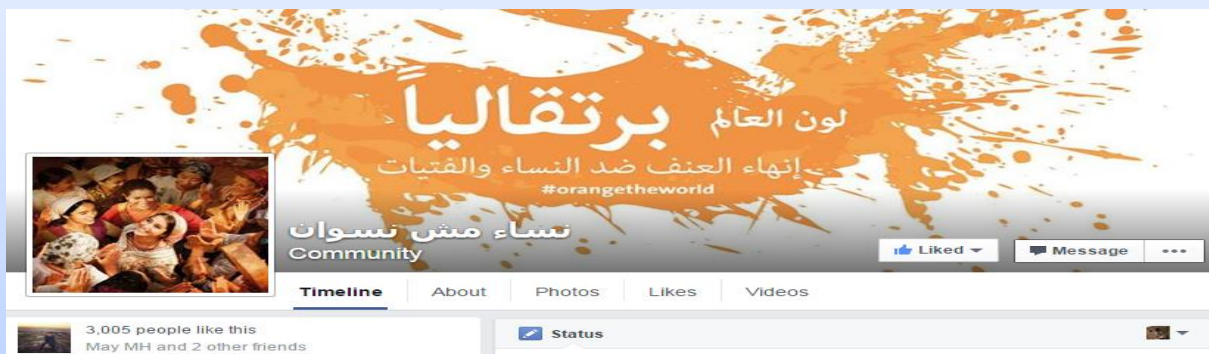 لون العالم برتقالياً
إنهاء العنف ضد النساء والفتيات
#orangetheworld
نساء مش نسوان
Community
Liked
Message
Timeline About Photos Likes Videos
3,005 people like this
May MH and 2 other friends
Status